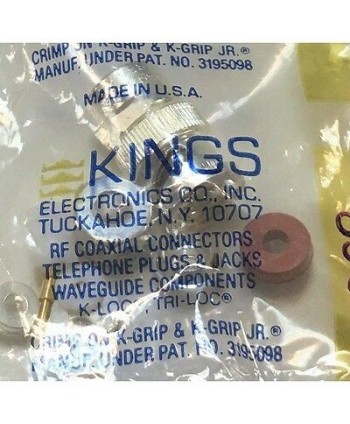 CRIMP ON K-GRIP & K-GRIP JR.®
MANUF. UNDER PAT. NO. 3195098
MADE IN U.S.A.
KINGS
ELECTRONICS CO., INC.
TUCKAHOE, N.Y. 10707
RF COAXIAL CONNECTORS
TELEPHONE PLUGS & JACKS
WAVEGUIDE COMPONENTS
K-LOC, TRI-LOC®
CRIMP ON K-GRIP & K-GRIP JR.®
MANUF. UNDER PAT. NO. 3195098